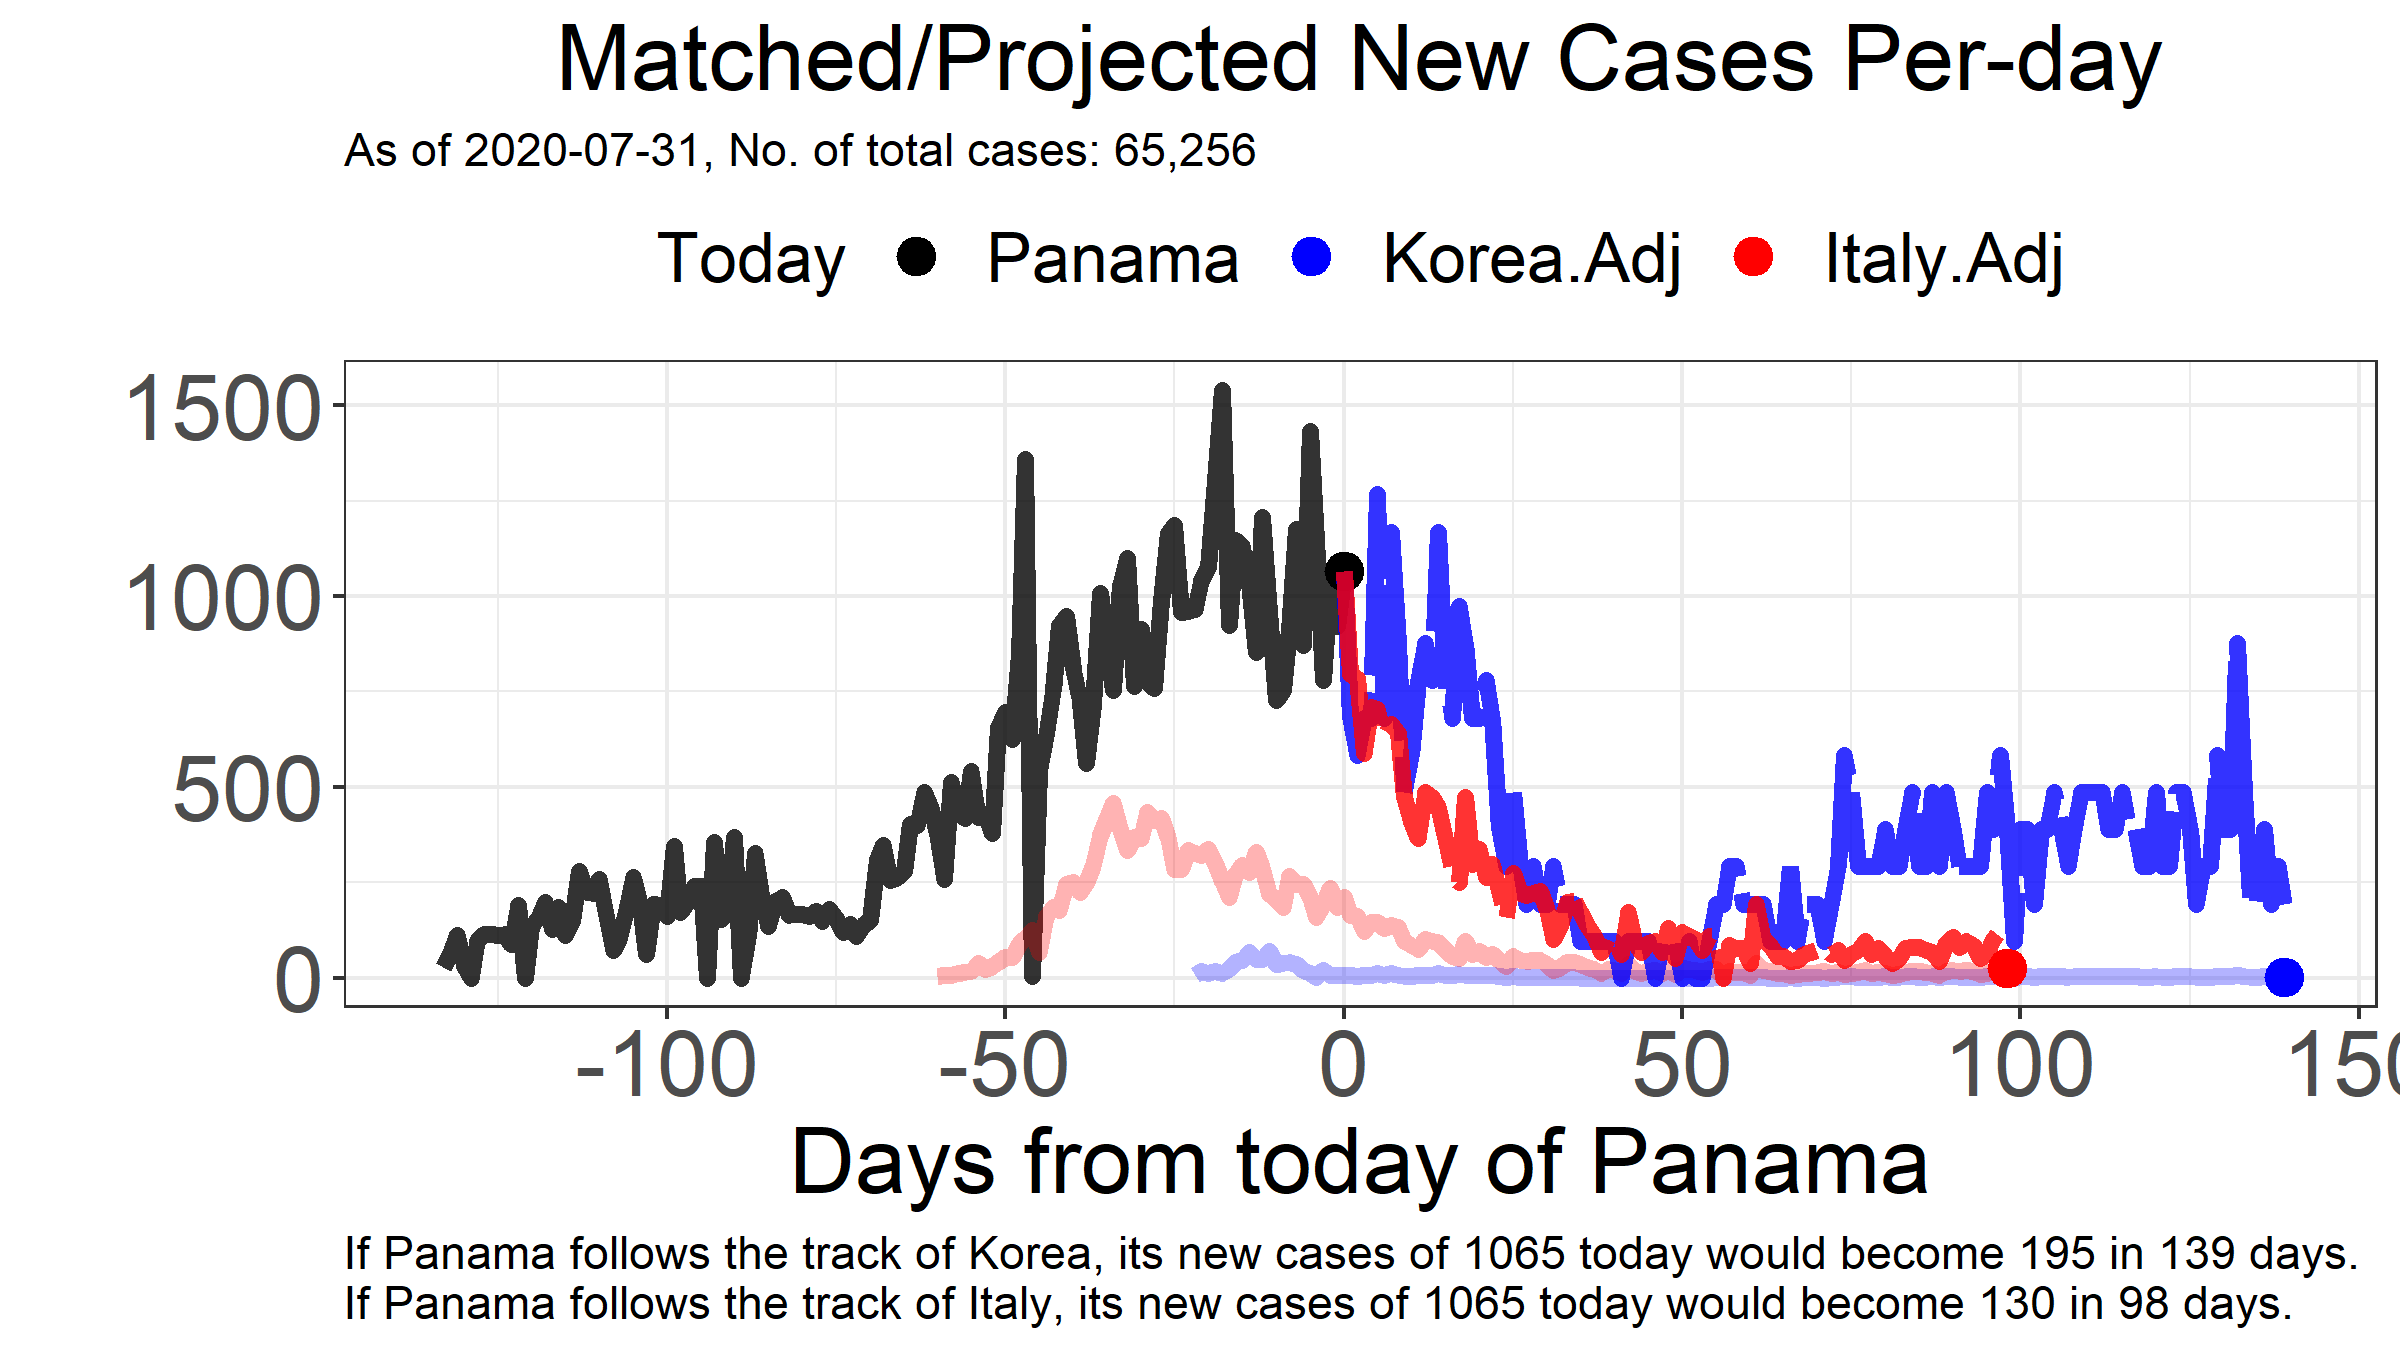 Matched/Projected New Cases Per-day
As of 2020-07-31, No. of total cases: 65,256
Today Panama Korea.Adj Italy.Adj
1500
1000
500
0
-100 -50 0 50 100 150
Days from today of Panama
If Panama follows the track of Korea, its new cases of 1065 today would become 195 in 139 days.
If Panama follows the track of Italy, its new cases of 1065 today would become 130 in 98 days.